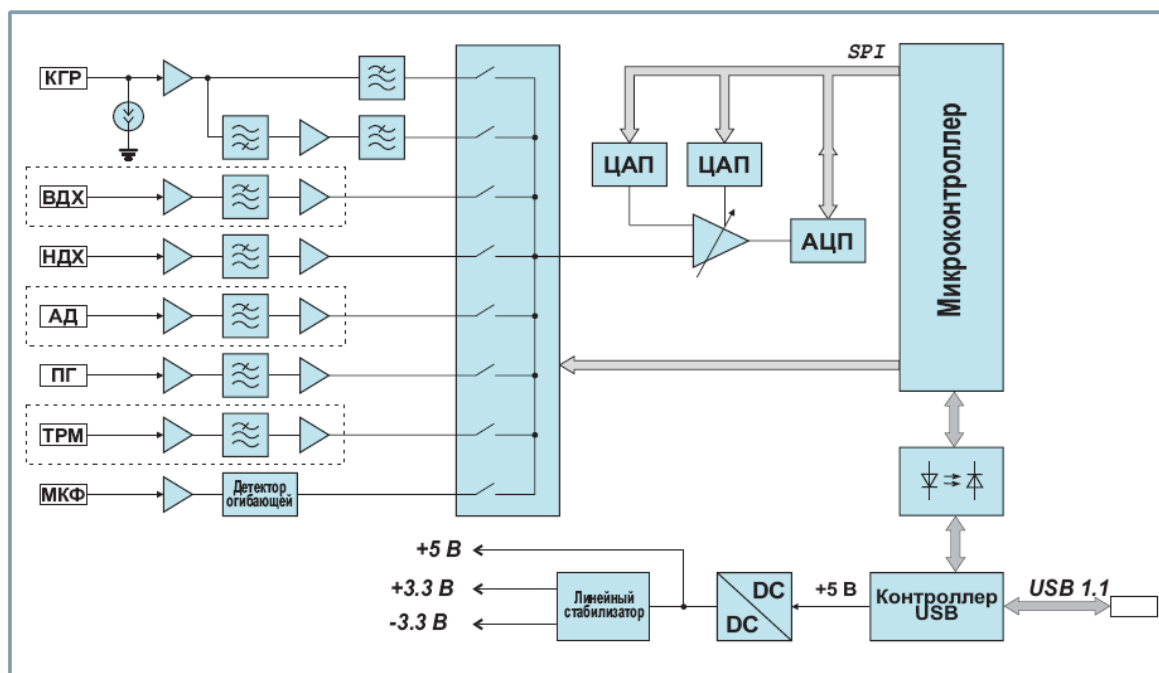 КГР
ВДХ
НДХ
АД
ПГ
ТРМ
МКФ
Детектор
огибающей
SPI
ЦАП
ЦАП
АЦП
Микроконтроллер
+5 В
+3.3 В
-3.3 В
Линейный
стабилизатор
DC
DC
+5 В
Контроллер
USB
USB 1.1